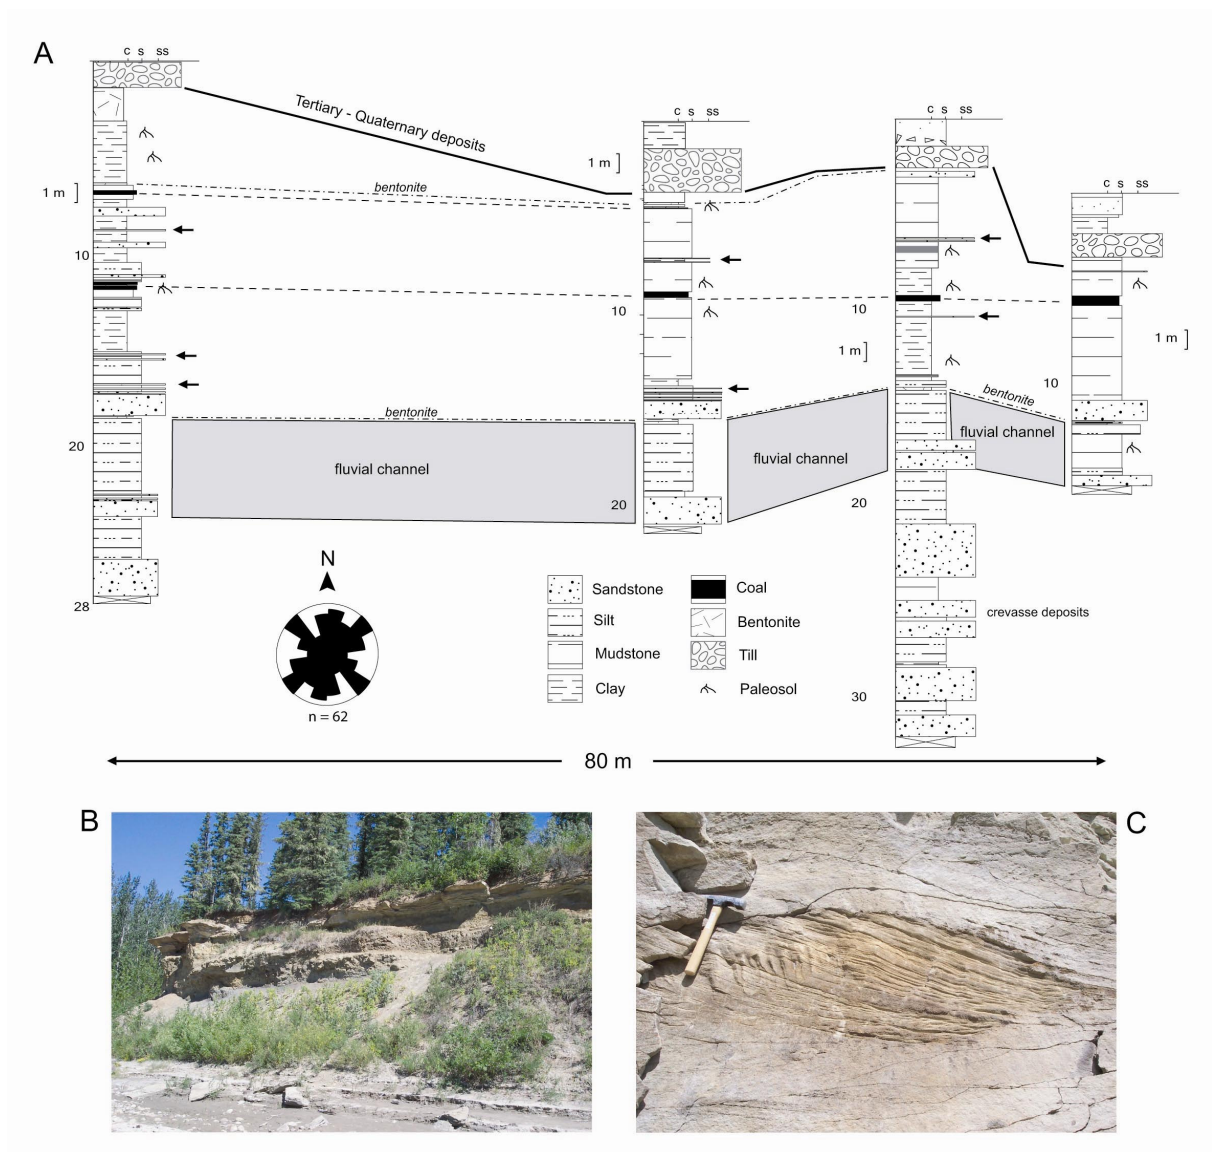 A
c s ss
c s ss
c s ss
c s ss
Tertiary - Quaternary deposits
1 m
1 m
bentonite
10
10
10
1 m
1 m
10
bentonite
bentonite
20
fluvial channel
fluvial channel
fluvial channel
20
20
28
N
n = 62
Sandstone
Silt
Mudstone
Clay
Coal
Bentonite
Till
Paleosol
crevasse deposits
30
80 m
B
C